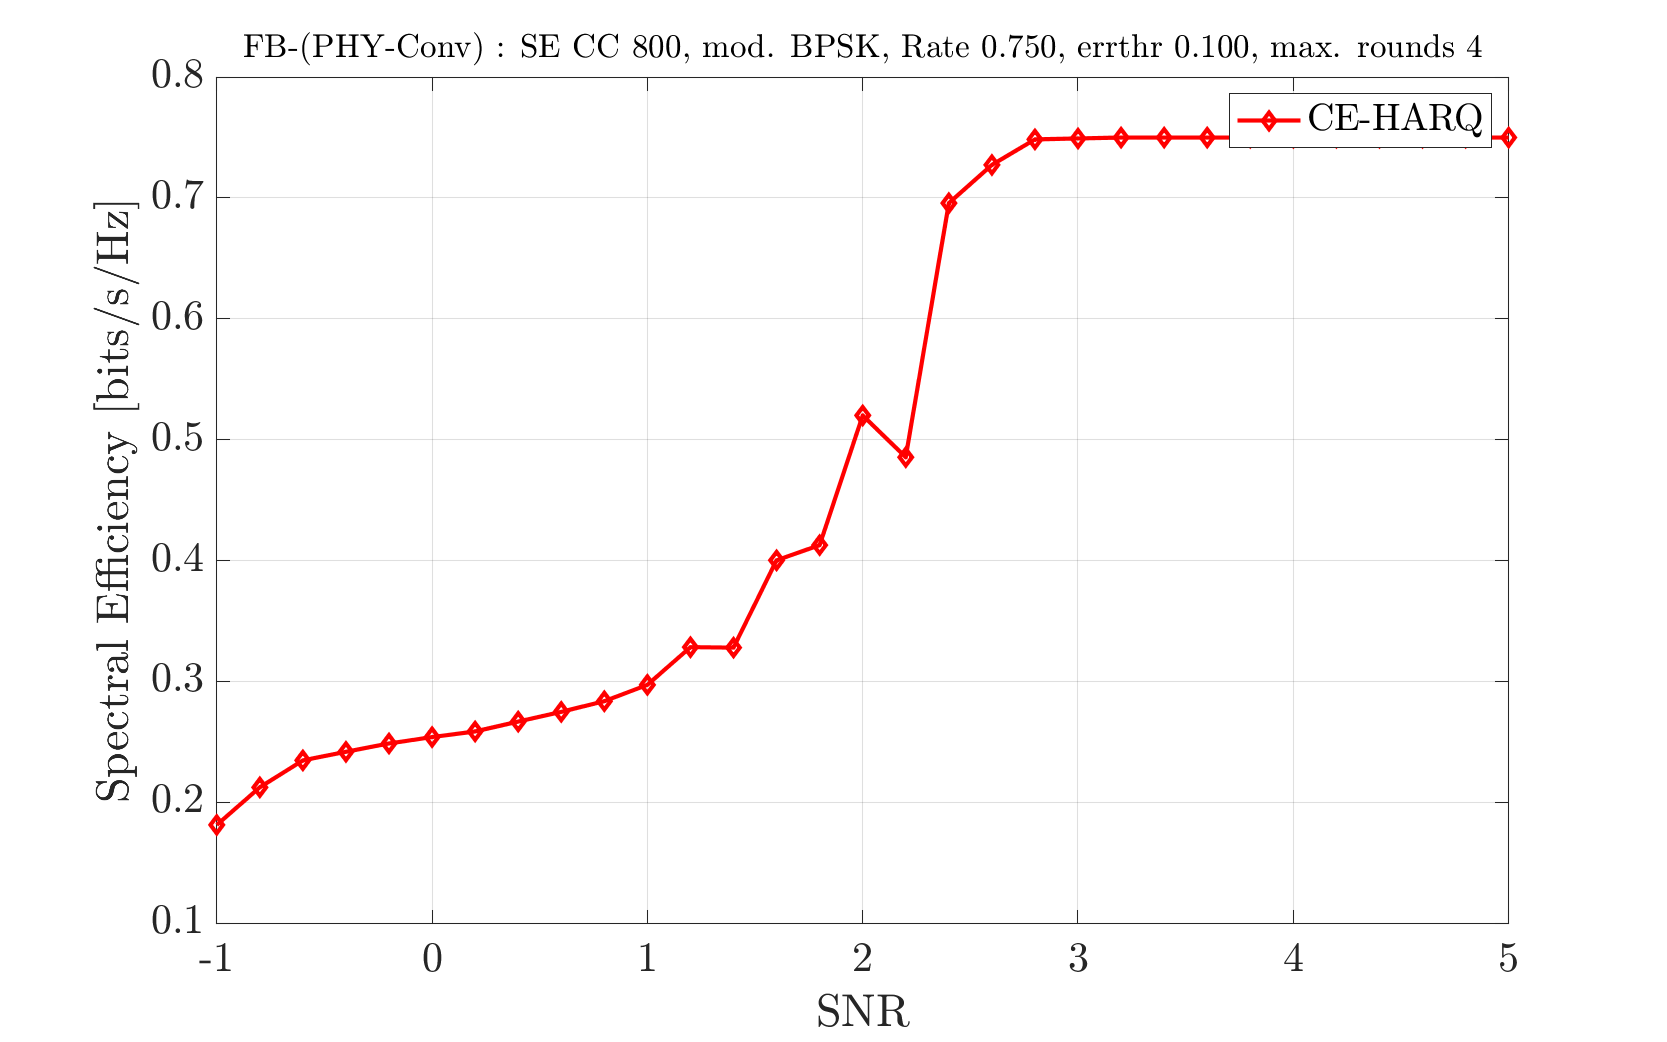 FB-(PHY-Conv) : SE CC 800, mod. BPSK, Rate 0.750, errthr 0.100, max. rounds 4
CE-HARQ
Spectral Efficiency [bits/s/Hz]
0.8
0.7
0.6
0.5
0.4
0.3
0.2
0.1
-1 0 1 2 3 4 5
SNR